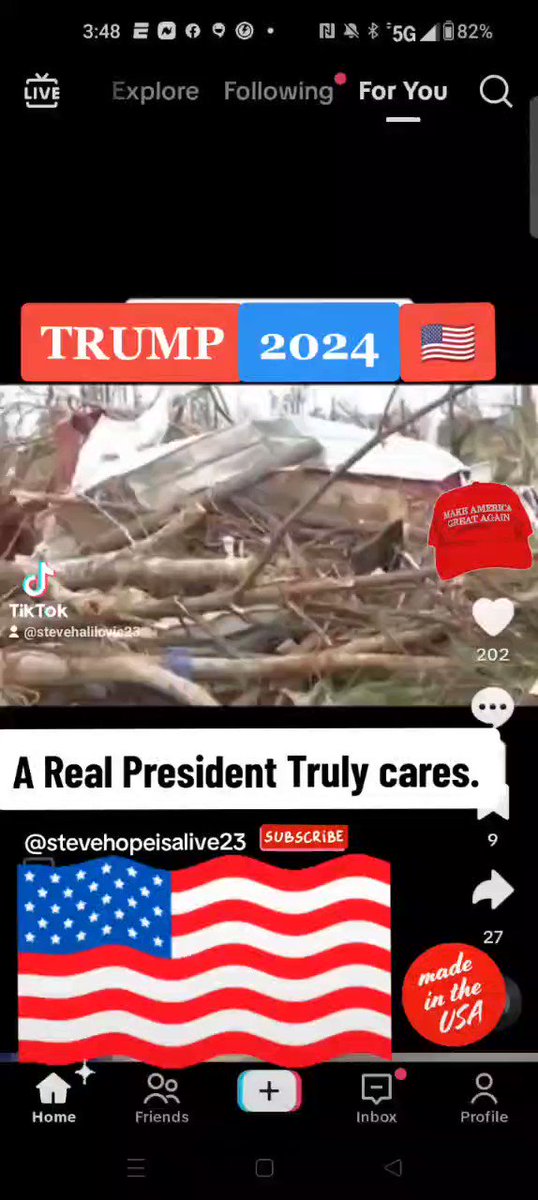 3:48
5G
82%
LIVE
Explore
Following
For You
TRUMP
2024
MAKE AMERICA
GREAT AGAIN
TikTok
@stevehalilovic23
202
A Real President Truly cares.
@stevehopeisalive23
SUBSCRIBE
9
27
made
in the
USA
Home
Friends
Inbox
Profile